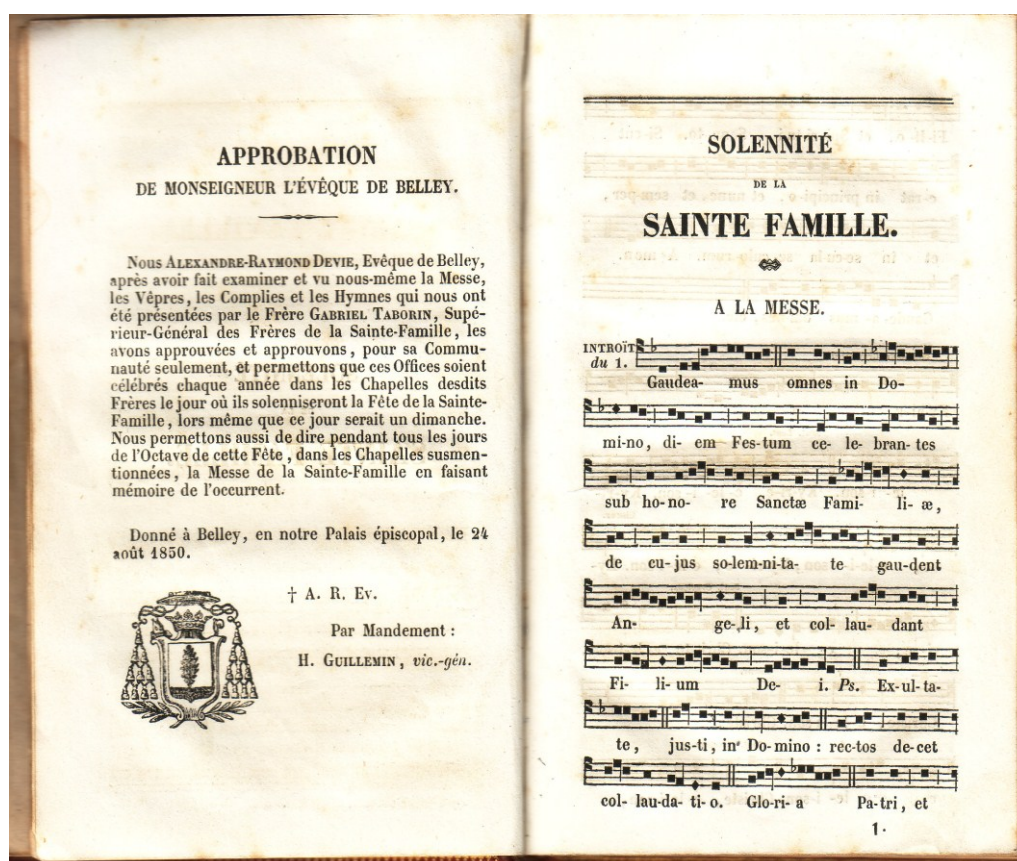 APPROBATION
DE MONSEIGNEUR L'ÉVÊQUE DE BELLEY.
Nous ALEXANDRE-RAYMOND DEVIE, Evêque de Belley,
après avoir fait examiner et vu nous-même la Messe,
les Vêpres, les Complies et les Hymnes qui nous ont
été présentées par le Frère GABRIEL TABORIN, Supé-
rieur-Général des Frères de la Sainte-Famille, les
avons approuvées et approuvons, pour sa Commu-
nauté seulement, et permettons que ces Offices soient
célébrés chaque année dans les Chapelles desdits
Frères le jour où ils solenniseront la Fête de la Sainte-
Famille, lors même que ce jour serait un dimanche.
Nous permettons aussi de dire pendant tous les jours
de l'Octave de cette Fête, dans les Chapelles susmen-
tionnées, la Messe de la Sainte-Famille en faisant
mémoire de l'occurrent.
Donné à Belley, en notre Palais épiscopal, le 24
août 1850.
† A. R. Ev.
Par Mandement :
H. GUILLEMIN, vic.-gén.
SOLENNITÉ
DE LA
SAINTE FAMILLE.
A LA MESSE.
INTROÏT
du 1.
Gaudea- mus omnes in Do-
mi-no, di- em Fes-tum ce- le- bran- tes
sub ho-no- re Sanctæ Fami- li- æ,
de cu- jus so-lem-ni-ta- te gau-dent
An- ge-li, et col- lau- dant
Fi- li- um De- i. Ps. Ex-ul-ta-
te, jus-ti, in Do-mino : rec-tos de-cet
col- lau-da- ti-o. Glo-ri- a Pa-tri, et
1.